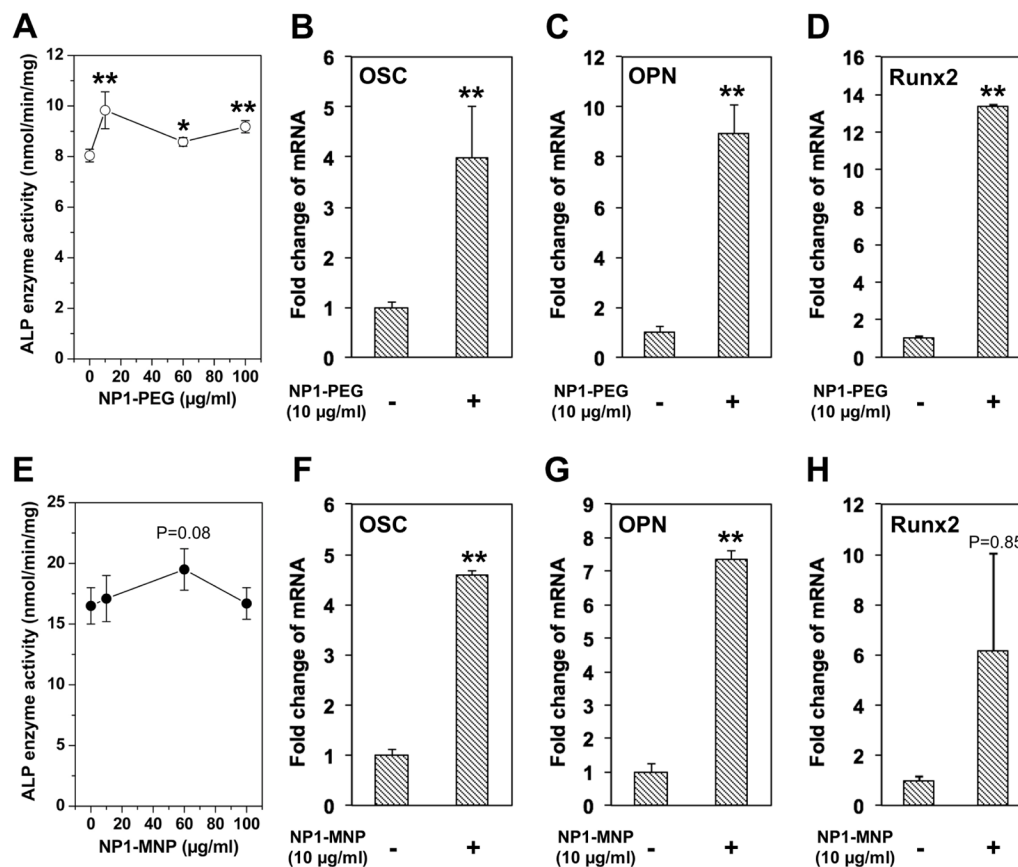 A
ALP enzyme activity (nmol/min/mg)
14
12
10
8
6
4
2
0
**
*
**
0 20 40 60 80 100
NP1-PEG (µg/ml)
B
Fold change of mRNA
6
5
4
3
2
1
0
OSC
**
NP1-PEG
(10 µg/ml)
- +
C
Fold change of mRNA
12
10
8
6
4
2
0
OPN
**
NP1-PEG
(10 µg/ml)
- +
D
Fold change of mRNA
16
14
12
10
8
6
4
2
0
Runx2
**
NP1-PEG
(10 µg/ml)
- +
E
ALP enzyme activity (nmol/min/mg)
25
20
15
10
5
0
P=0.08
0 20 40 60 80 100
NP1-MNP (µg/ml)
F
Fold change of mRNA
6
5
4
3
2
1
0
OSC
**
NP1-MNP
(10 µg/ml)
- +
G
Fold change of mRNA
9
8
7
6
5
4
3
2
1
0
OPN
**
NP1-MNP
(10 µg/ml)
- +
H
Fold change of mRNA
12
10
8
6
4
2
0
Runx2
P=0.85
NP1-MNP
(10 µg/ml)
- +